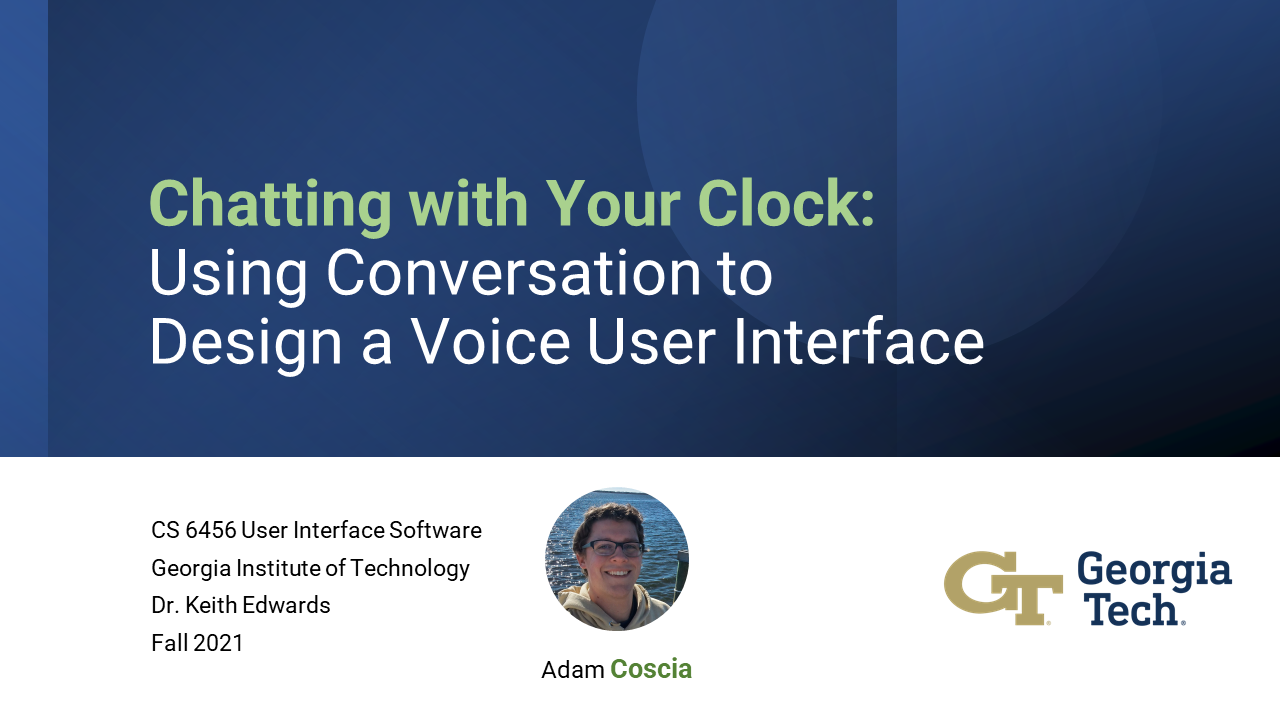 Chatting with Your Clock:
Using Conversation to
Design a Voice User Interface
CS 6456 User Interface Software
Georgia Institute of Technology
Dr. Keith Edwards
Fall 2021
Adam Coscia
GT ®
Georgia
Tech ®